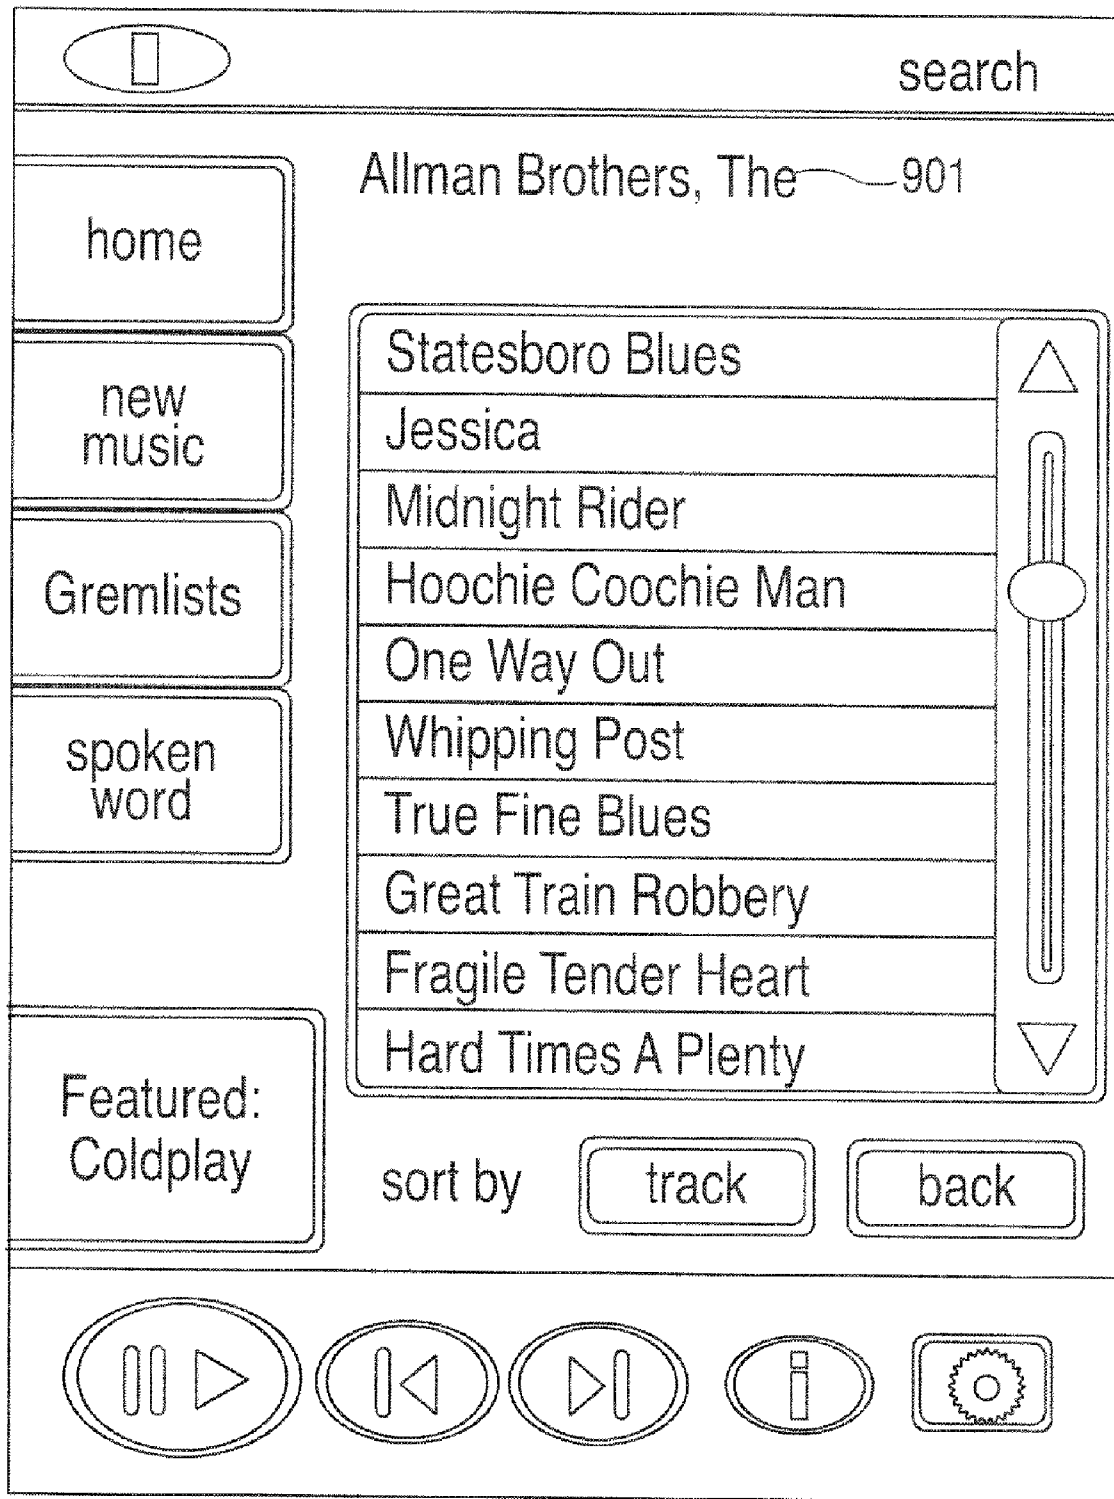 search
Allman Brothers, The 901
home
new
music
Gremlists
spoken
word
Featured:
Coldplay
Statesboro Blues
Jessica
Midnight Rider
Hoochie Coochie Man
One Way Out
Whipping Post
True Fine Blues
Great Train Robbery
Fragile Tender Heart
Hard Times A Plenty
sort by track back
i